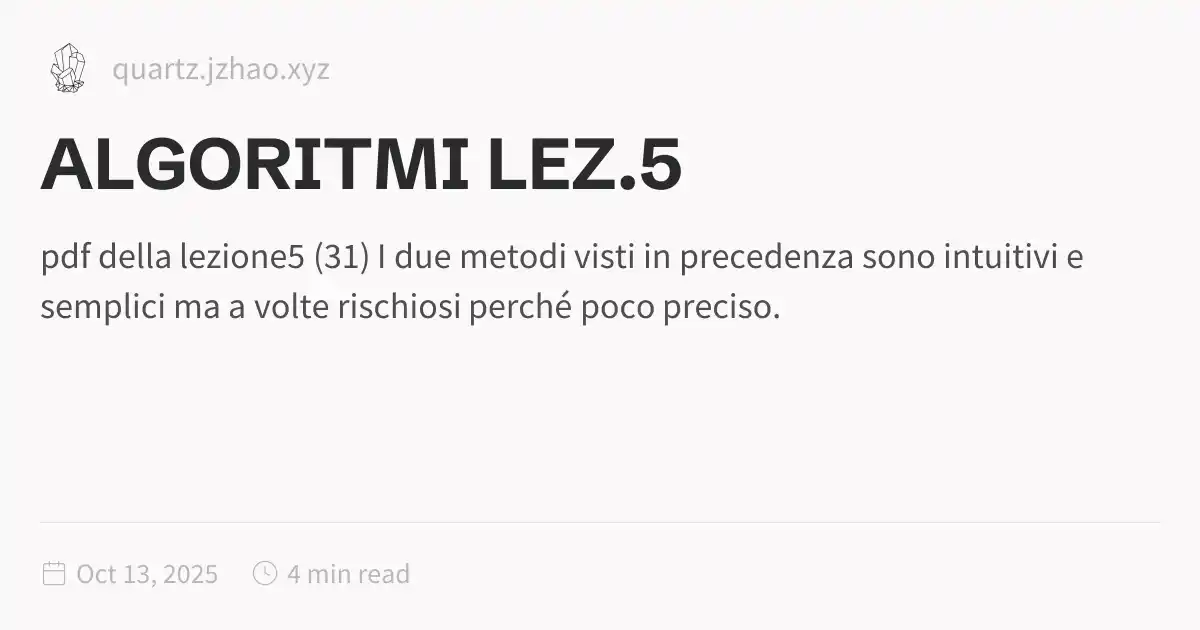 quartz.jzhao.xyz
ALGORITMI LEZ.5
pdf della lezione5 (31) I due metodi visti in precedenza sono intuitivi e
semplici ma a volte rischiosi perché poco preciso.
Oct 13, 2025 4 min read